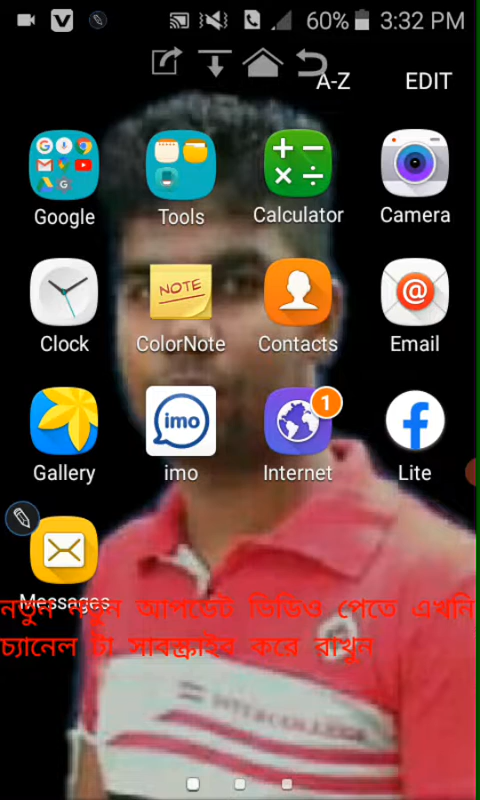 60% 3:32 PM
A-Z EDIT
Google Tools Calculator Camera
NOTE
Clock ColorNote Contacts Email
imo 1
Gallery imo Internet Lite
Messages
নতুন নতুন আপডেট ভিডিও পেতে এখনি
চ্যানেল টা সাবস্ক্রাইব করে রাখুন
INTERCOLLEGE